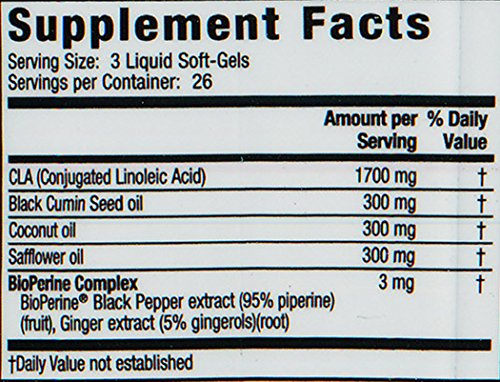 Supplement Facts
Serving Size: 3 Liquid Soft-Gels
Servings per Container: 26
Amount per % Daily
Serving Value
CLA (Conjugated Linoleic Acid) 1700 mg †
Black Cumin Seed oil 300 mg †
Coconut oil 300 mg †
Safflower oil 300 mg †
BioPerine Complex 3 mg †
BioPerine® Black Pepper extract (95% piperine)
(fruit), Ginger extract (5% gingerols)(root)
†Daily Value not established